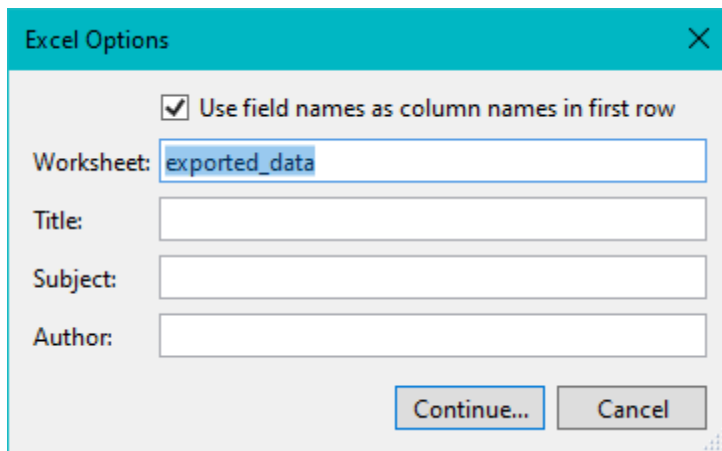 Excel Options
Use field names as column names in first row
Worksheet: exported_data
Title:
Subject:
Author:
Continue... Cancel